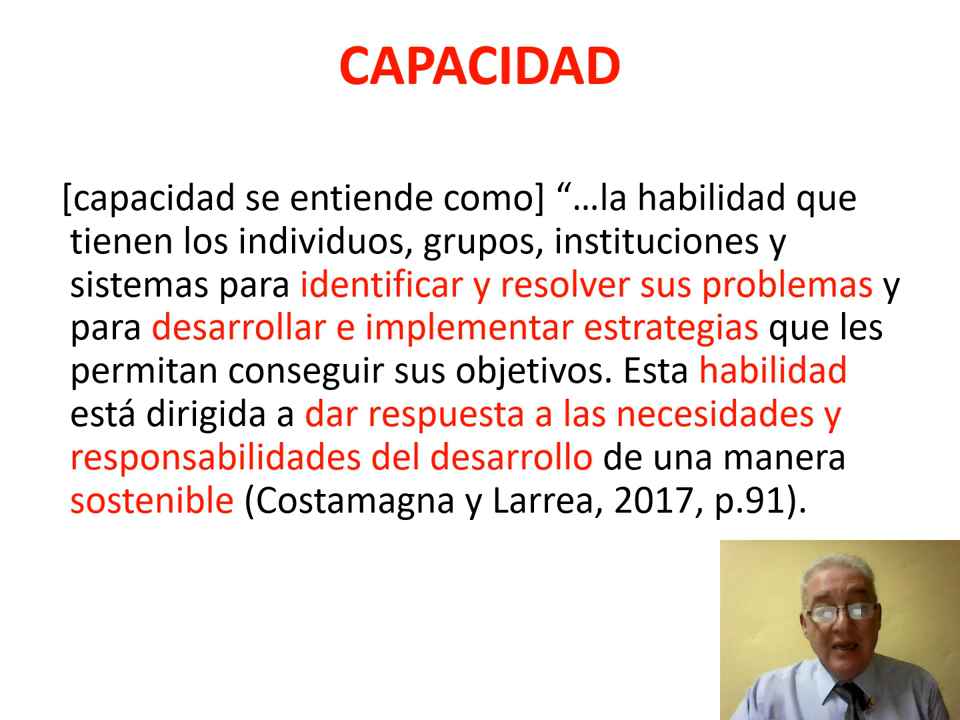 CAPACIDAD
[capacidad se entiende como] “…la habilidad que
tienen los individuos, grupos, instituciones y
sistemas para identificar y resolver sus problemas y
para desarrollar e implementar estrategias que les
permitan conseguir sus objetivos. Esta habilidad
está dirigida a dar respuesta a las necesidades y
responsabilidades del desarrollo de una manera
sostenible (Costamagna y Larrea, 2017, p.91).